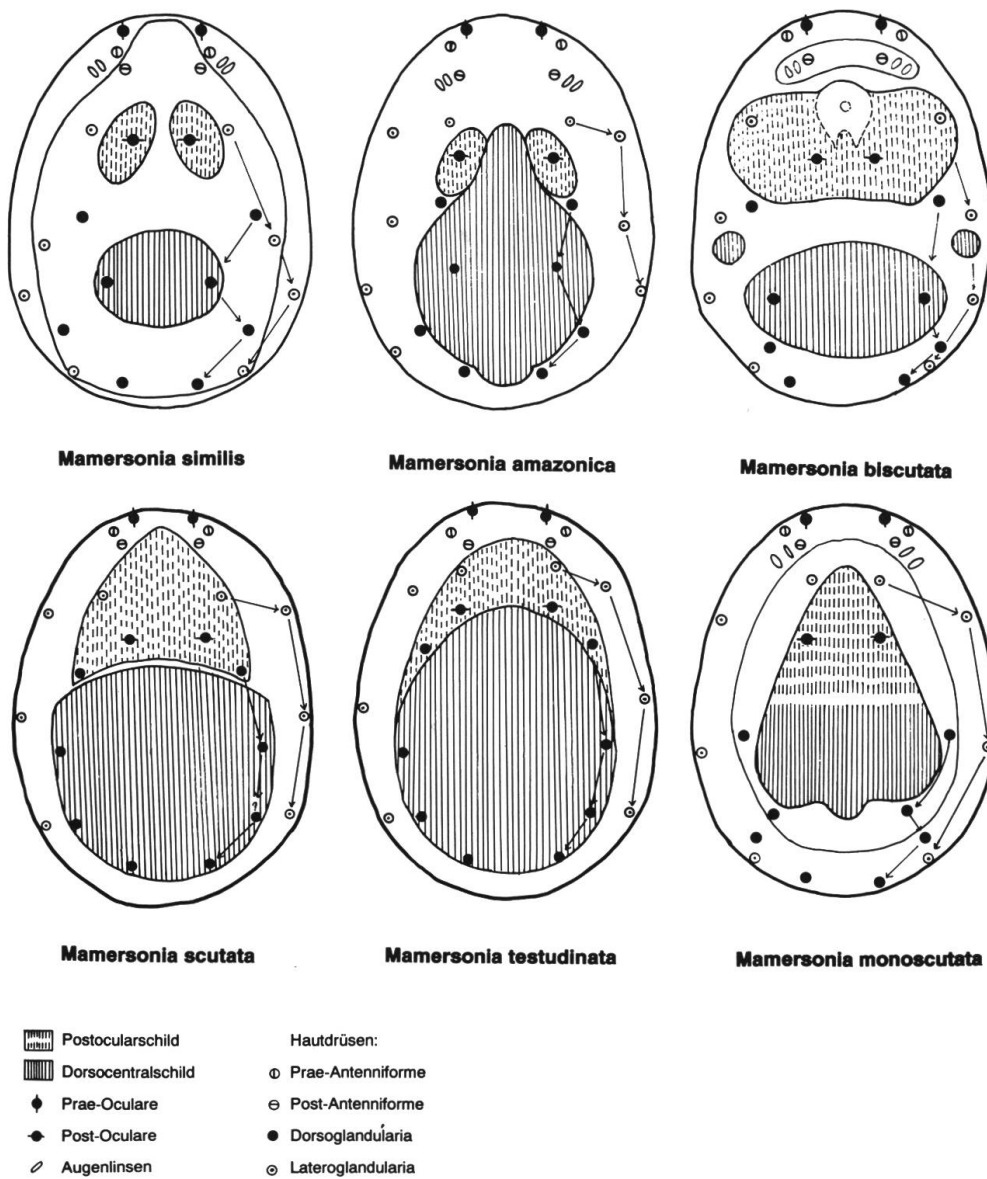 Mamersonia similis
Mamersonia amazonica
Mamersonia biscutata
Mamersonia scutata
Mamersonia testudinata
Mamersonia monoscutata
Postocularschild
Dorsocentralschild
Prae-Oculare
Post-Oculare
Augenlinsen
Hautdrüsen:
Prae-Antenniforme
Post-Antenniforme
Dorsoglandularia
Lateroglandularia